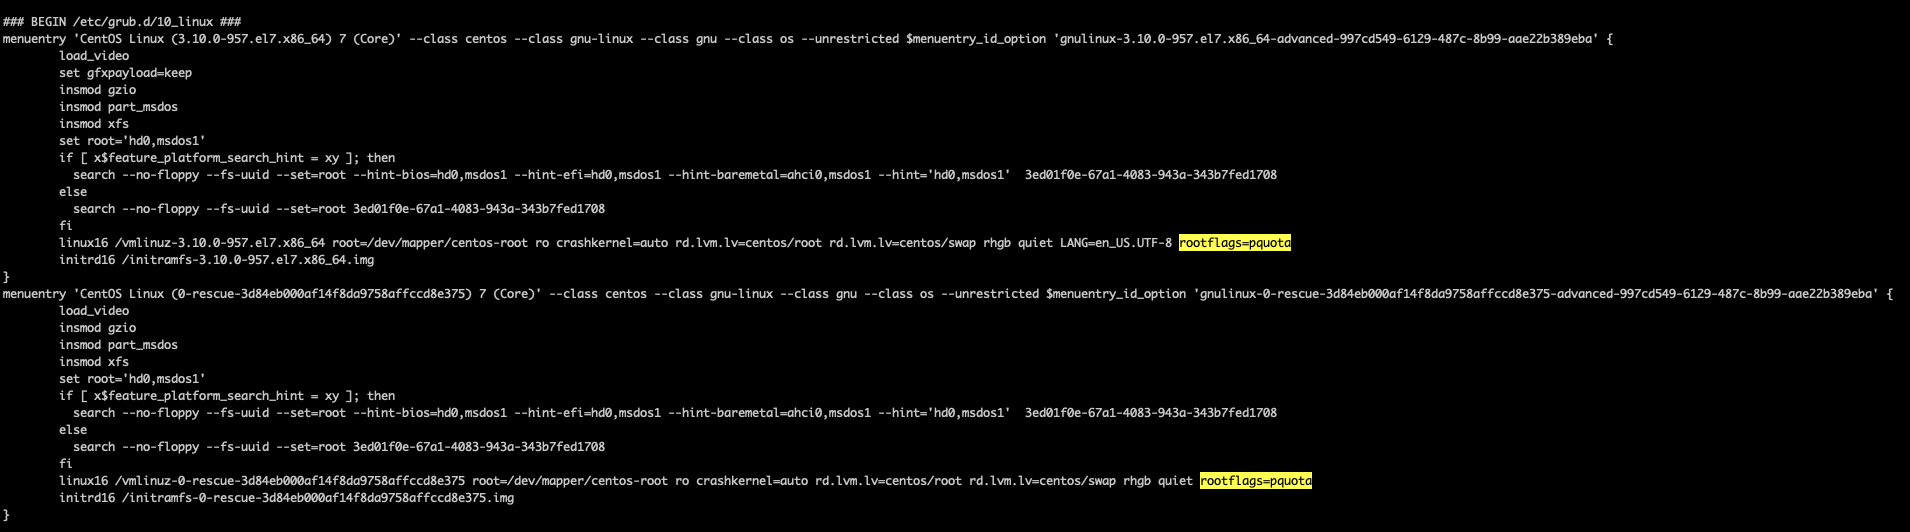 ### BEGIN /etc/grub.d/10_linux ###
menuentry 'CentOS Linux (3.10.0-957.el7.x86_64) 7 (Core)' --class centos --class gnu-linux --class gnu --class os --unrestricted $menuentry_id_option 'gnulinux-3.10.0-957.el7.x86_64-advanced-997cd549-6129-487c-8b99-aae22b389eba' {
        load_video
        set gfxpayload=keep
        insmod gzio
        insmod part_msdos
        insmod xfs
        set root='hd0,msdos1'
        if [ x$feature_platform_search_hint = xy ]; then
          search --no-floppy --fs-uuid --set=root --hint-bios=hd0,msdos1 --hint-efi=hd0,msdos1 --hint-baremetal=ahci0,msdos1 --hint='hd0,msdos1'  3ed01f0e-67a1-4083-943a-343b7fed1708
        else
          search --no-floppy --fs-uuid --set=root 3ed01f0e-67a1-4083-943a-343b7fed1708
        fi
        linux16 /vmlinuz-3.10.0-957.el7.x86_64 root=/dev/mapper/centos-root ro crashkernel=auto rd.lvm.lv=centos/root rd.lvm.lv=centos/swap rhgb quiet LANG=en_US.UTF-8 rootflags=pquota
        initrd16 /initramfs-3.10.0-957.el7.x86_64.img
}
menuentry 'CentOS Linux (0-rescue-3d84eb000af14f8da9758affccd8e375) 7 (Core)' --class centos --class gnu-linux --class gnu --class os --unrestricted $menuentry_id_option 'gnulinux-0-rescue-3d84eb000af14f8da9758affccd8e375-advanced-997cd549-6129-487c-8b99-aae22b389eba' {
        load_video
        insmod gzio
        insmod part_msdos
        insmod xfs
        set root='hd0,msdos1'
        if [ x$feature_platform_search_hint = xy ]; then
          search --no-floppy --fs-uuid --set=root --hint-bios=hd0,msdos1 --hint-efi=hd0,msdos1 --hint-baremetal=ahci0,msdos1 --hint='hd0,msdos1'  3ed01f0e-67a1-4083-943a-343b7fed1708
        else
          search --no-floppy --fs-uuid --set=root 3ed01f0e-67a1-4083-943a-343b7fed1708
        fi
        linux16 /vmlinuz-0-rescue-3d84eb000af14f8da9758affccd8e375 root=/dev/mapper/centos-root ro crashkernel=auto rd.lvm.lv=centos/root rd.lvm.lv=centos/swap rhgb quiet rootflags=pquota
        initrd16 /initramfs-0-rescue-3d84eb000af14f8da9758affccd8e375.img
}